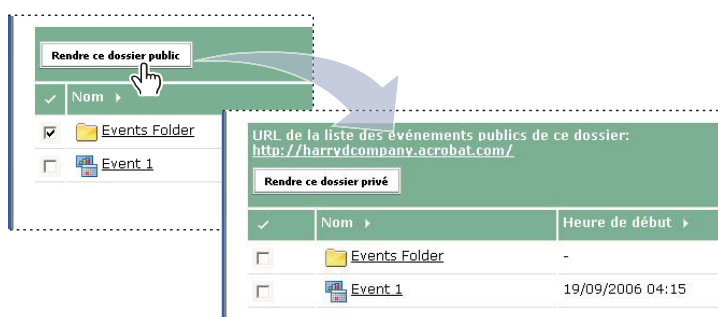 Rendre ce dossier public
Nom
Events Folder
Event 1
URL de la liste des événements publics de ce dossier:
http://harrydcompany.acrobat.com/
Rendre ce dossier privé
Nom Heure de début
Events Folder -
Event 1 19/09/2006 04:15